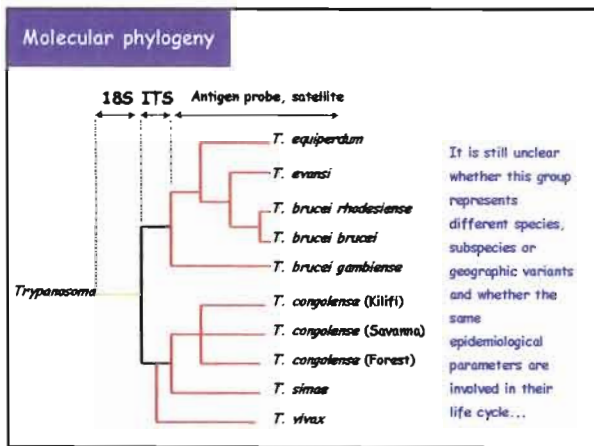 Molecular phylogeny
18S ITS Antigen probe, satellite
T. equiperdum
T. evansi
T. brucei rhodesiense
T. brucei brucei
T. brucei gambiense
Trypanosoma
T. congolense (Kilifi)
T. congolense (Savanna)
T. congolense (Forest)
T. simae
T. vivax
It is still unclear
whether this group
represents
different species,
subspecies or
geographic variants
and whether the
same
epidemiological
parameters are
involved in their
life cycle...